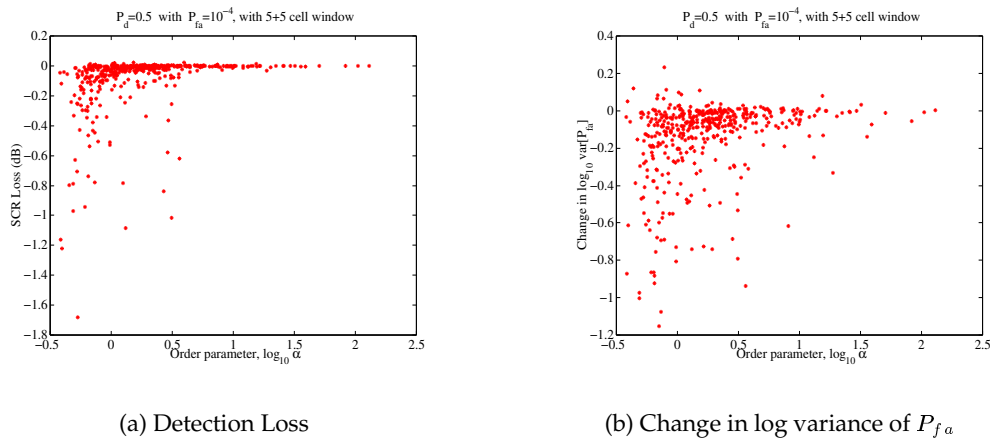 P_d=0.5 with P_fa=10^−4, with 5+5 cell window
0.2
0
−0.2
−0.4
−0.6
−0.8
−1
−1.2
−1.4
−1.6
−1.8
SCR Loss (dB)
−0.5 0 0.5 1 1.5 2 2.5
Order parameter, log_10 α
(a) Detection Loss
P_d=0.5 with P_fa=10^−4, with 5+5 cell window
0.4
0.2
0
−0.2
−0.4
−0.6
−0.8
−1
−1.2
Change in log_10 var[P_fa]
−0.5 0 0.5 1 1.5 2 2.5
Order parameter, log_10 α
(b) Change in log variance of P_fa